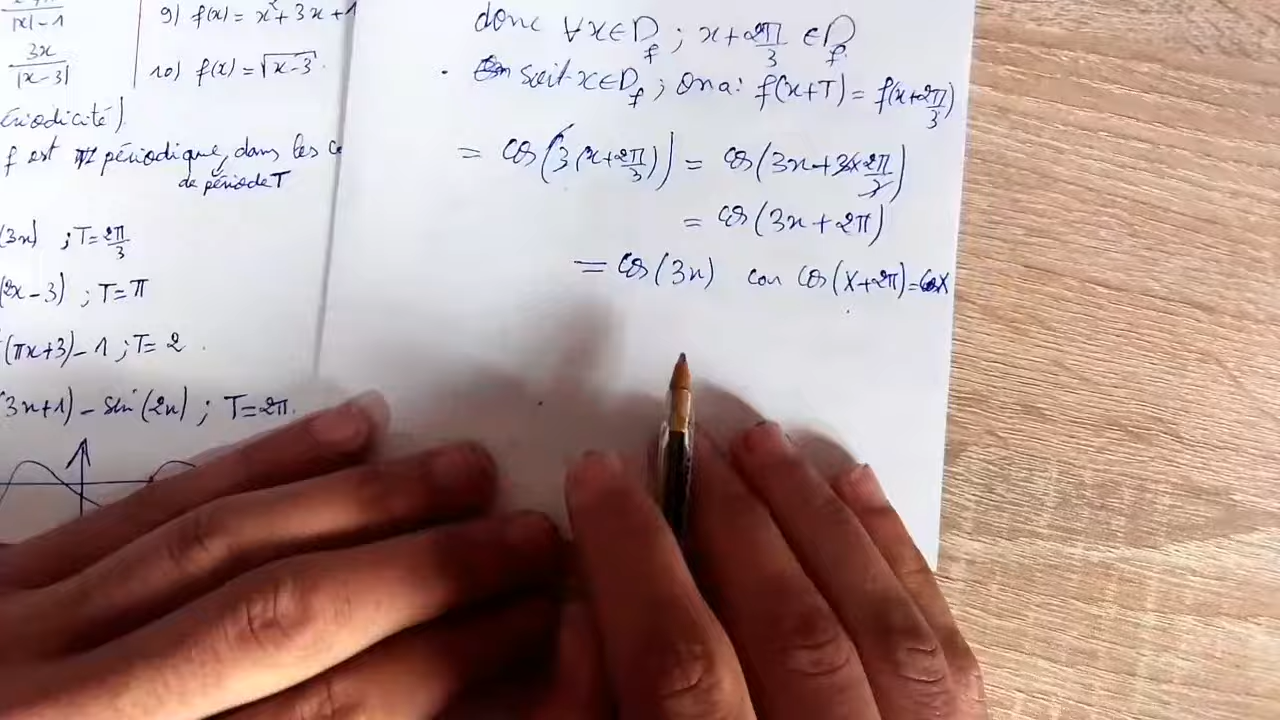 |x|-1
3x
|x-3|
9) f(x) = x²+3x+1
10) f(x) = √x-3
ériodicité)
f est périodique, dans les c
de période T
(3x) ; T=2π/3
(2x-3) ; T=π
(πx+3)-1 ; T=2
(3x+1) - sin(2x) ; T=2π.
donc ∀x∈D_f ; x+2π/3 ∈D_f
. soit x∈D_f ; on a: f(x+T) = f(x+2π/3)
= cos(3(x+2π/3)) = cos(3x+3×2π/3)
= cos(3x+2π)
= cos(3x) car cos(X+2π)=cosX